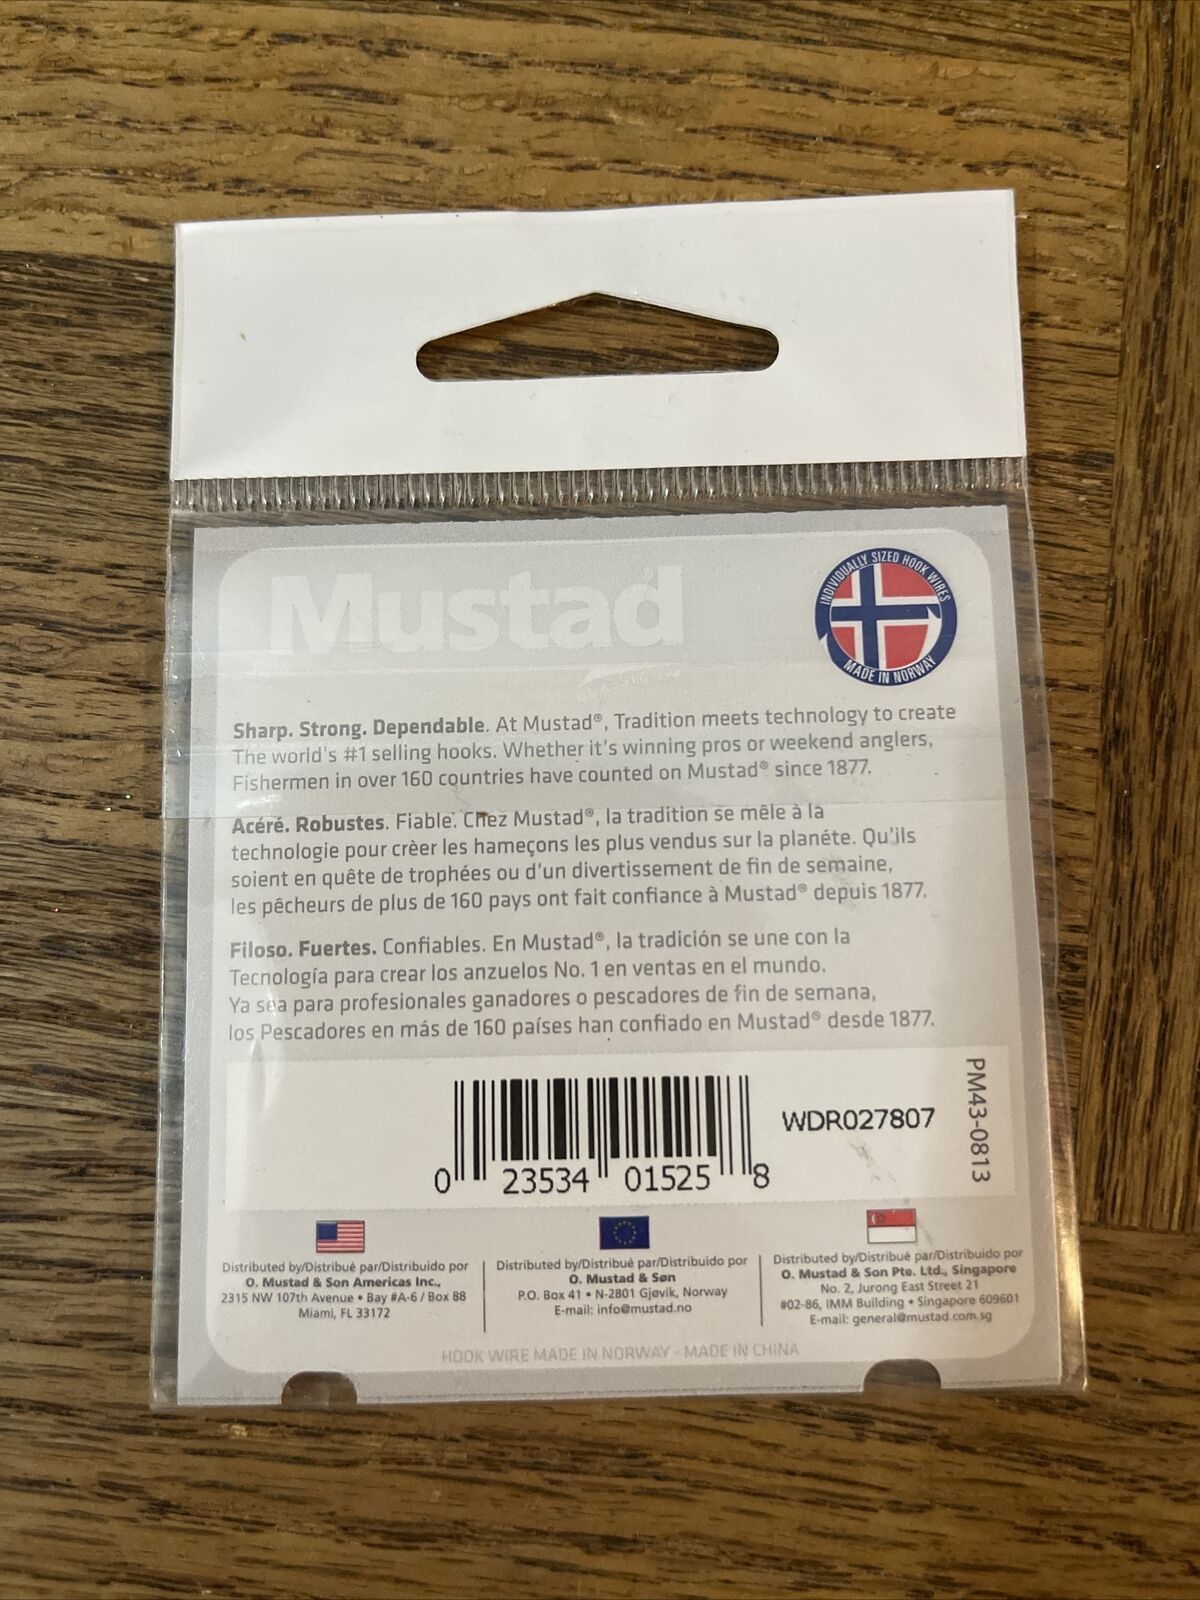 Mustad
INDIVIDUALLY SIZED HOOK WIRES
MADE IN NORWAY
Sharp. Strong. Dependable. At Mustad®, Tradition meets technology to create
The world's #1 selling hooks. Whether it's winning pros or weekend anglers,
Fishermen in over 160 countries have counted on Mustad® since 1877.
Acéré. Robustes. Fiable. Chez Mustad®, la tradition se mêle à la
technologie pour crèer les hameçons les plus vendus sur la planéte. Qu'ils
soient en quête de trophées ou d'un divertissement de fin de semaine,
les pêcheurs de plus de 160 pays ont fait confiance à Mustad® depuis 1877.
Filoso. Fuertes. Confiables. En Mustad®, la tradición se une con la
Tecnología para crear los anzuelos No. 1 en ventas en el mundo.
Ya sea para profesionales ganadores o pescadores de fin de semana,
los Pescadores en más de 160 países han confiado en Mustad® desde 1877.
PM43-0813
WDR027807
0 23534 01525 8
Distributed by/Distribué par/Distribuido por
O. Mustad & Son Americas Inc.,
2315 NW 107th Avenue • Bay #A-6 / Box 88
Miami, FL 33172
Distributed by/Distribué par/Distribuido por
O. Mustad & Søn
P.O. Box 41 • N-2801 Gjøvik, Norway
E-mail: info@mustad.no
Distributed by/Distribué par/Distribuido por
O. Mustad & Son Pte. Ltd., Singapore
No. 2, Jurong East Street 21
#02-86, IMM Building • Singapore 609601
E-mail: general@mustad.com.sg
HOOK WIRE MADE IN NORWAY - MADE IN CHINA